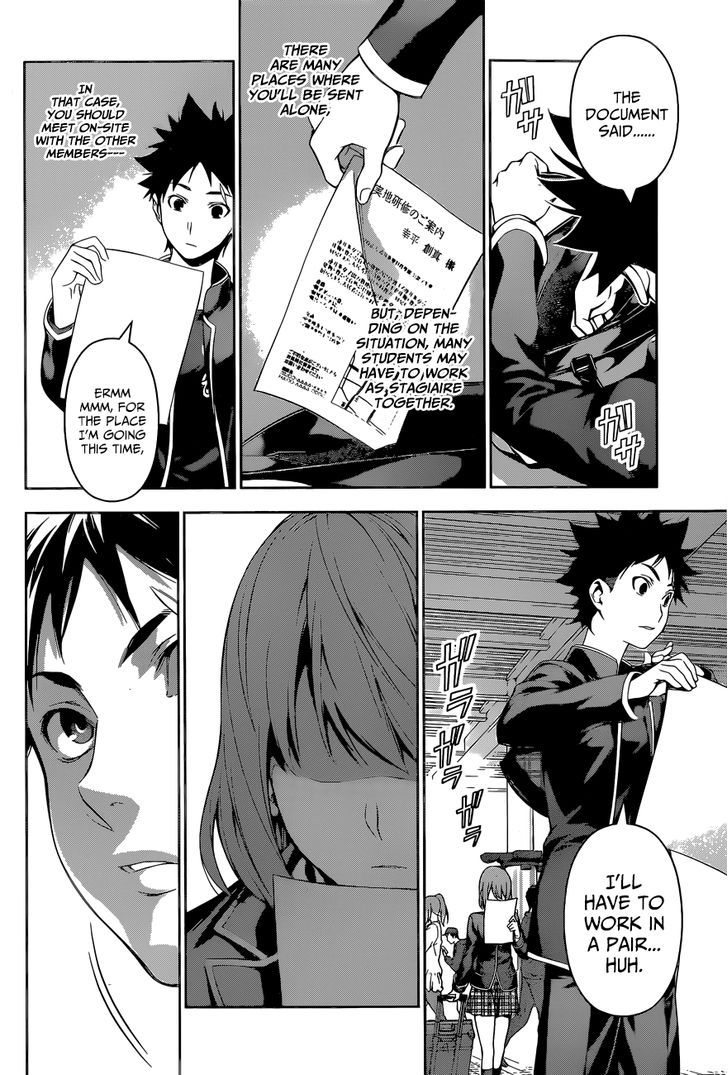 THE
DOCUMENT
SAID......
ガサ
ガサ
THERE
ARE MANY
PLACES WHERE
YOU'LL BE SENT
ALONE,
実地研修のご案内
幸平 創真 様
BUT, DEPEN-
DING ON THE
SITUATION, MANY
STUDENTS MAY
HAVE TO WORK
AS STAGIAIRE
TOGETHER.
IN
THAT CASE,
YOU SHOULD
MEET ON-SITE
WITH THE OTHER
MEMBERS---
ERMM
MMM, FOR
THE PLACE
I'M GOING
THIS TIME,
ガラガラ
I'LL
HAVE TO
WORK IN
A PAIR...
HUH.